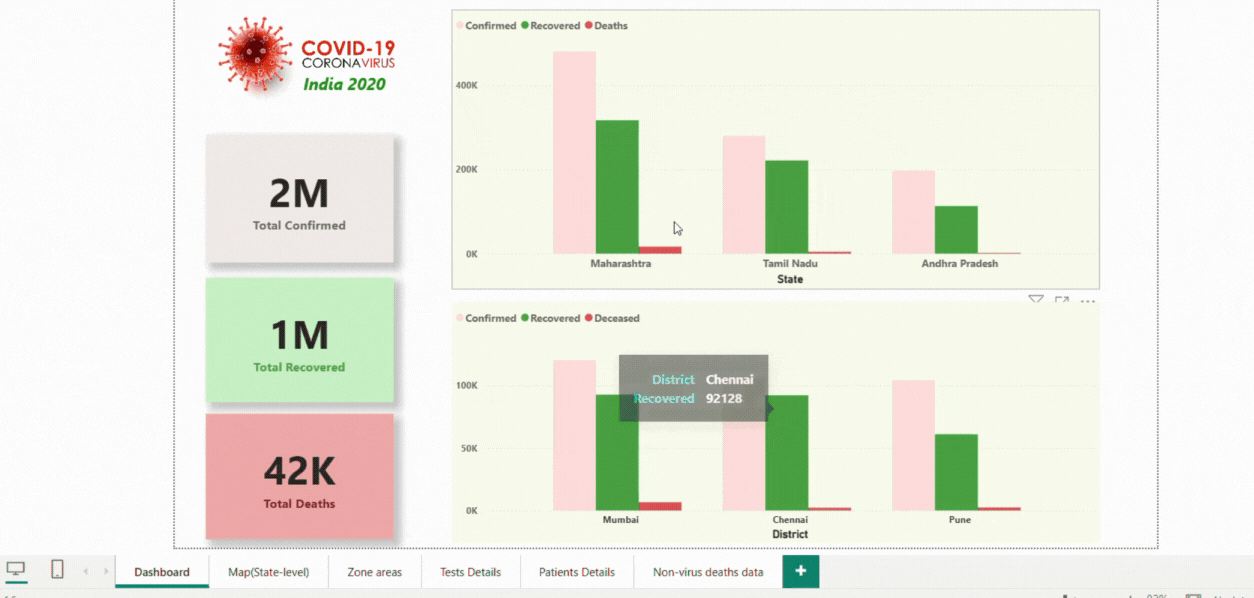 COVID-19
CORONAVIRUS
India 2020
2M
Total Confirmed
1M
Total Recovered
42K
Total Deaths
Confirmed Recovered Deaths
400K
200K
0K
Maharashtra Tamil Nadu Andhra Pradesh
State
Confirmed Recovered Deceased
100K
50K
0K
District Chennai
Recovered 92128
Mumbai Chennai Pune
District
Dashboard Map(State-level) Zone areas Tests Details Patients Details Non-virus deaths data +